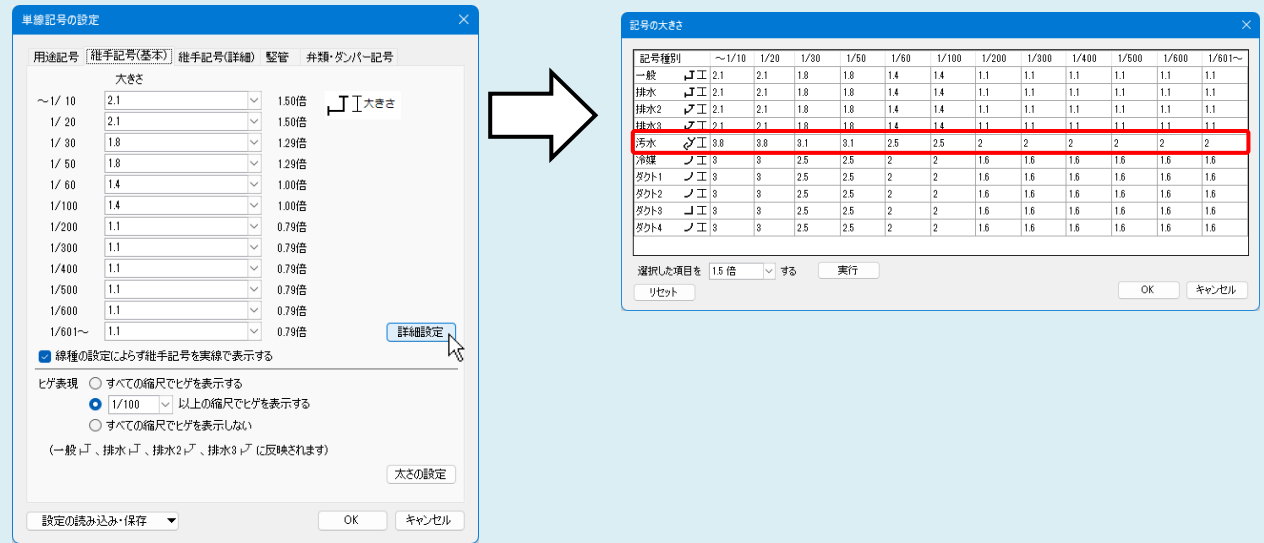 単線記号の設定
用途記号 継手記号(基本) 継手記号(詳細) 竪管 弁類・ダンパー記号
大きさ
～1/ 10 2.1 1.50倍 大きさ
1/ 20 2.1 1.50倍
1/ 30 1.8 1.29倍
1/ 50 1.8 1.29倍
1/ 60 1.4 1.00倍
1/100 1.4 1.00倍
1/200 1.1 0.79倍
1/300 1.1 0.79倍
1/400 1.1 0.79倍
1/500 1.1 0.79倍
1/600 1.1 0.79倍
1/601～ 1.1 0.79倍 詳細設定
線種の設定によらず継手記号を実線で表示する
ヒゲ表現 すべての縮尺でヒゲを表示する
1/100 以上の縮尺でヒゲを表示する
すべての縮尺でヒゲを表示しない
(一般 、排水 、排水2 、排水3 に反映されます)
太さの設定
設定の読み込み・保存 OK キャンセル
記号の大きさ
記号種別 ～1/10 1/20 1/30 1/50 1/60 1/100 1/200 1/300 1/400 1/500 1/600 1/601～
一般 2.1 2.1 1.8 1.8 1.4 1.4 1.1 1.1 1.1 1.1 1.1 1.1
排水 2.1 2.1 1.8 1.8 1.4 1.4 1.1 1.1 1.1 1.1 1.1 1.1
排水2 2.1 2.1 1.8 1.8 1.4 1.4 1.1 1.1 1.1 1.1 1.1 1.1
排水3 2.1 2.1 1.8 1.8 1.4 1.4 1.1 1.1 1.1 1.1 1.1 1.1
汚水 3.8 3.8 3.1 3.1 2.5 2.5 2 2 2 2 2 2
冷媒 3 3 2.5 2.5 2 2 1.6 1.6 1.6 1.6 1.6 1.6
ダクト1 3 3 2.5 2.5 2 2 1.6 1.6 1.6 1.6 1.6 1.6
ダクト2 3 3 2.5 2.5 2 2 1.6 1.6 1.6 1.6 1.6 1.6
ダクト3 3 3 2.5 2.5 2 2 1.6 1.6 1.6 1.6 1.6 1.6
ダクト4 3 3 2.5 2.5 2 2 1.6 1.6 1.6 1.6 1.6 1.6
選択した項目を 1.5 倍 する 実行
リセット OK キャンセル